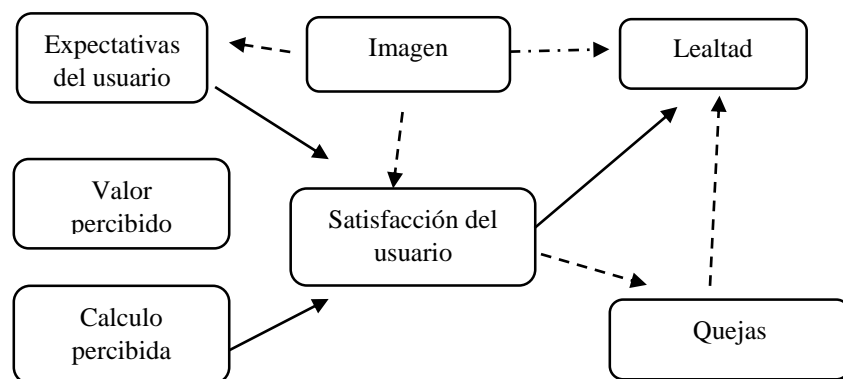 Expectativas
del usuario
Imagen
Lealtad
Valor
percibido
Satisfacción del
usuario
Calculo
percibida
Quejas